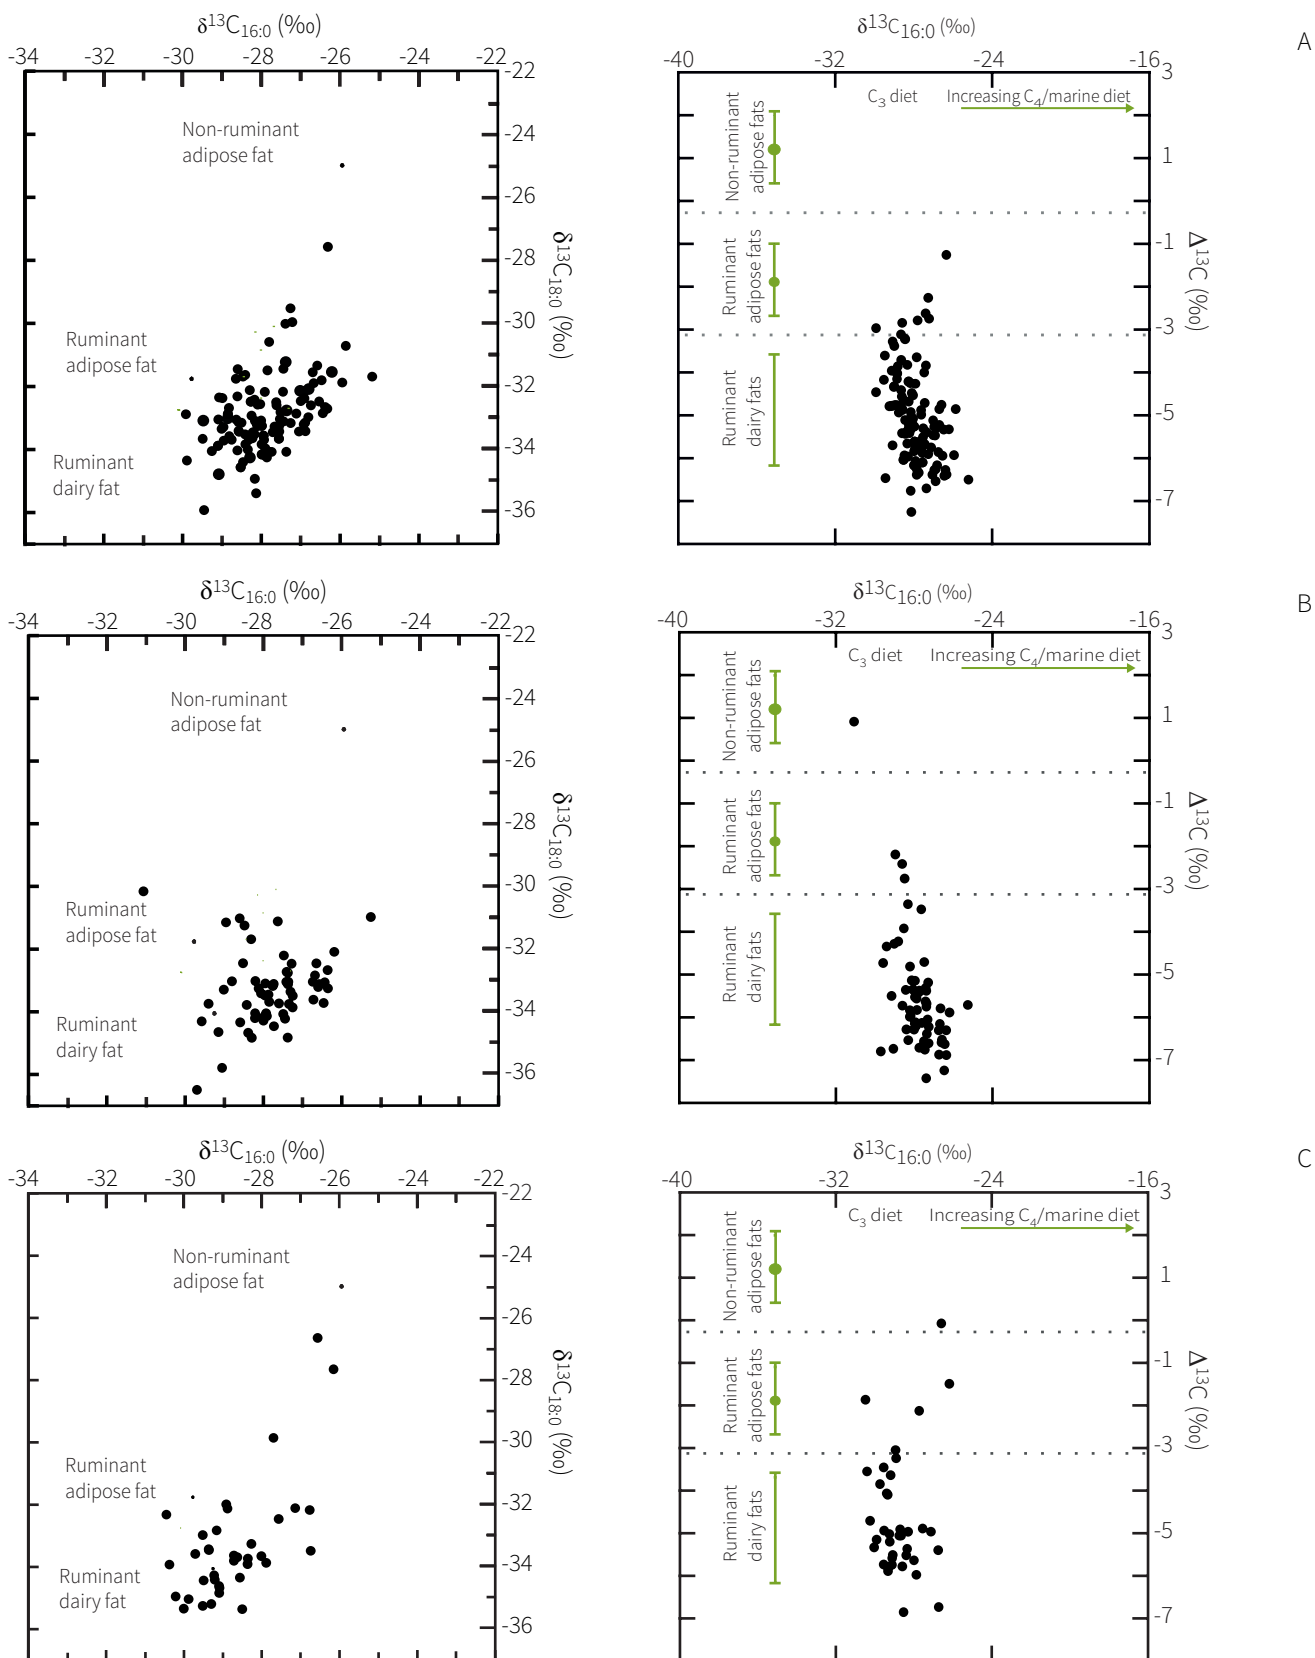 δ13C16:0 (‰)
-34 -32 -30 -28 -26 -24 -22
-22
-24
-26
-28
-30
-32
-34
-36
δ13C18:0 (‰)
Non-ruminant
adipose fat
Ruminant
adipose fat
Ruminant
dairy fat
δ13C16:0 (‰)
A
-40 -32 -24 -16
3
1
-1
-3
-5
-7
Δ13C (‰)
C3 diet
Increasing C4/marine diet
Non-ruminant
adipose fats
Ruminant
adipose fats
Ruminant
dairy fats
δ13C16:0 (‰)
-34 -32 -30 -28 -26 -24 -22
-22
-24
-26
-28
-30
-32
-34
-36
δ13C18:0 (‰)
Non-ruminant
adipose fat
Ruminant
adipose fat
Ruminant
dairy fat
δ13C16:0 (‰)
B
-40 -32 -24 -16
3
1
-1
-3
-5
-7
Δ13C (‰)
C3 diet
Increasing C4/marine diet
Non-ruminant
adipose fats
Ruminant
adipose fats
Ruminant
dairy fats
δ13C16:0 (‰)
-34 -32 -30 -28 -26 -24 -22
-22
-24
-26
-28
-30
-32
-34
-36
δ13C18:0 (‰)
Non-ruminant
adipose fat
Ruminant
adipose fat
Ruminant
dairy fat
δ13C16:0 (‰)
C
-40 -32 -24 -16
3
1
-1
-3
-5
-7
Δ13C (‰)
C3 diet
Increasing C4/marine diet
Non-ruminant
adipose fats
Ruminant
adipose fats
Ruminant
dairy fats